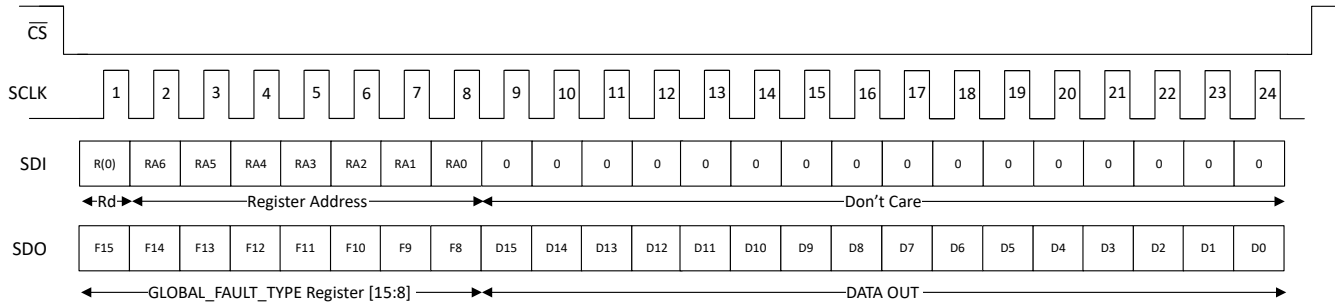 CS
SCLK 1 2 3 4 5 6 7 8 9 10 11 12 13 14 15 16 17 18 19 20 21 22 23 24
SDI R(0) RA6 RA5 RA4 RA3 RA2 RA1 RA0 0 0 0 0 0 0 0 0 0 0 0 0 0 0 0 0
Rd Register Address Don't Care
SDO F15 F14 F13 F12 F11 F10 F9 F8 D15 D14 D13 D12 D11 D10 D9 D8 D7 D6 D5 D4 D3 D2 D1 D0
GLOBAL_FAULT_TYPE Register [15:8] DATA OUT